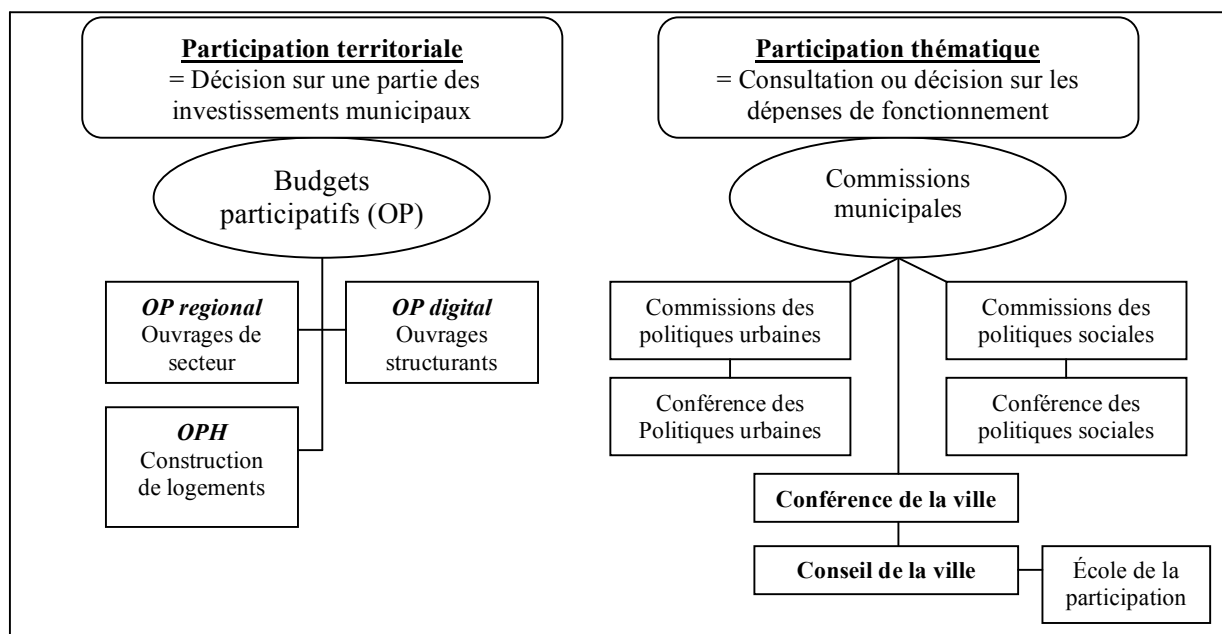 Participation territoriale
= Décision sur une partie des
investissements municipaux
Budgets
participatifs (OP)
OP regional
Ouvrages de
secteur
OP digital
Ouvrages
structurants
OPH
Construction
de logements
Participation thématique
= Consultation ou décision sur les
dépenses de fonctionnement
Commissions
municipales
Commissions des
politiques urbaines
Commissions des
politiques sociales
Conférence des
Politiques urbaines
Conférence des
politiques sociales
Conférence de la ville
Conseil de la ville
École de la
participation